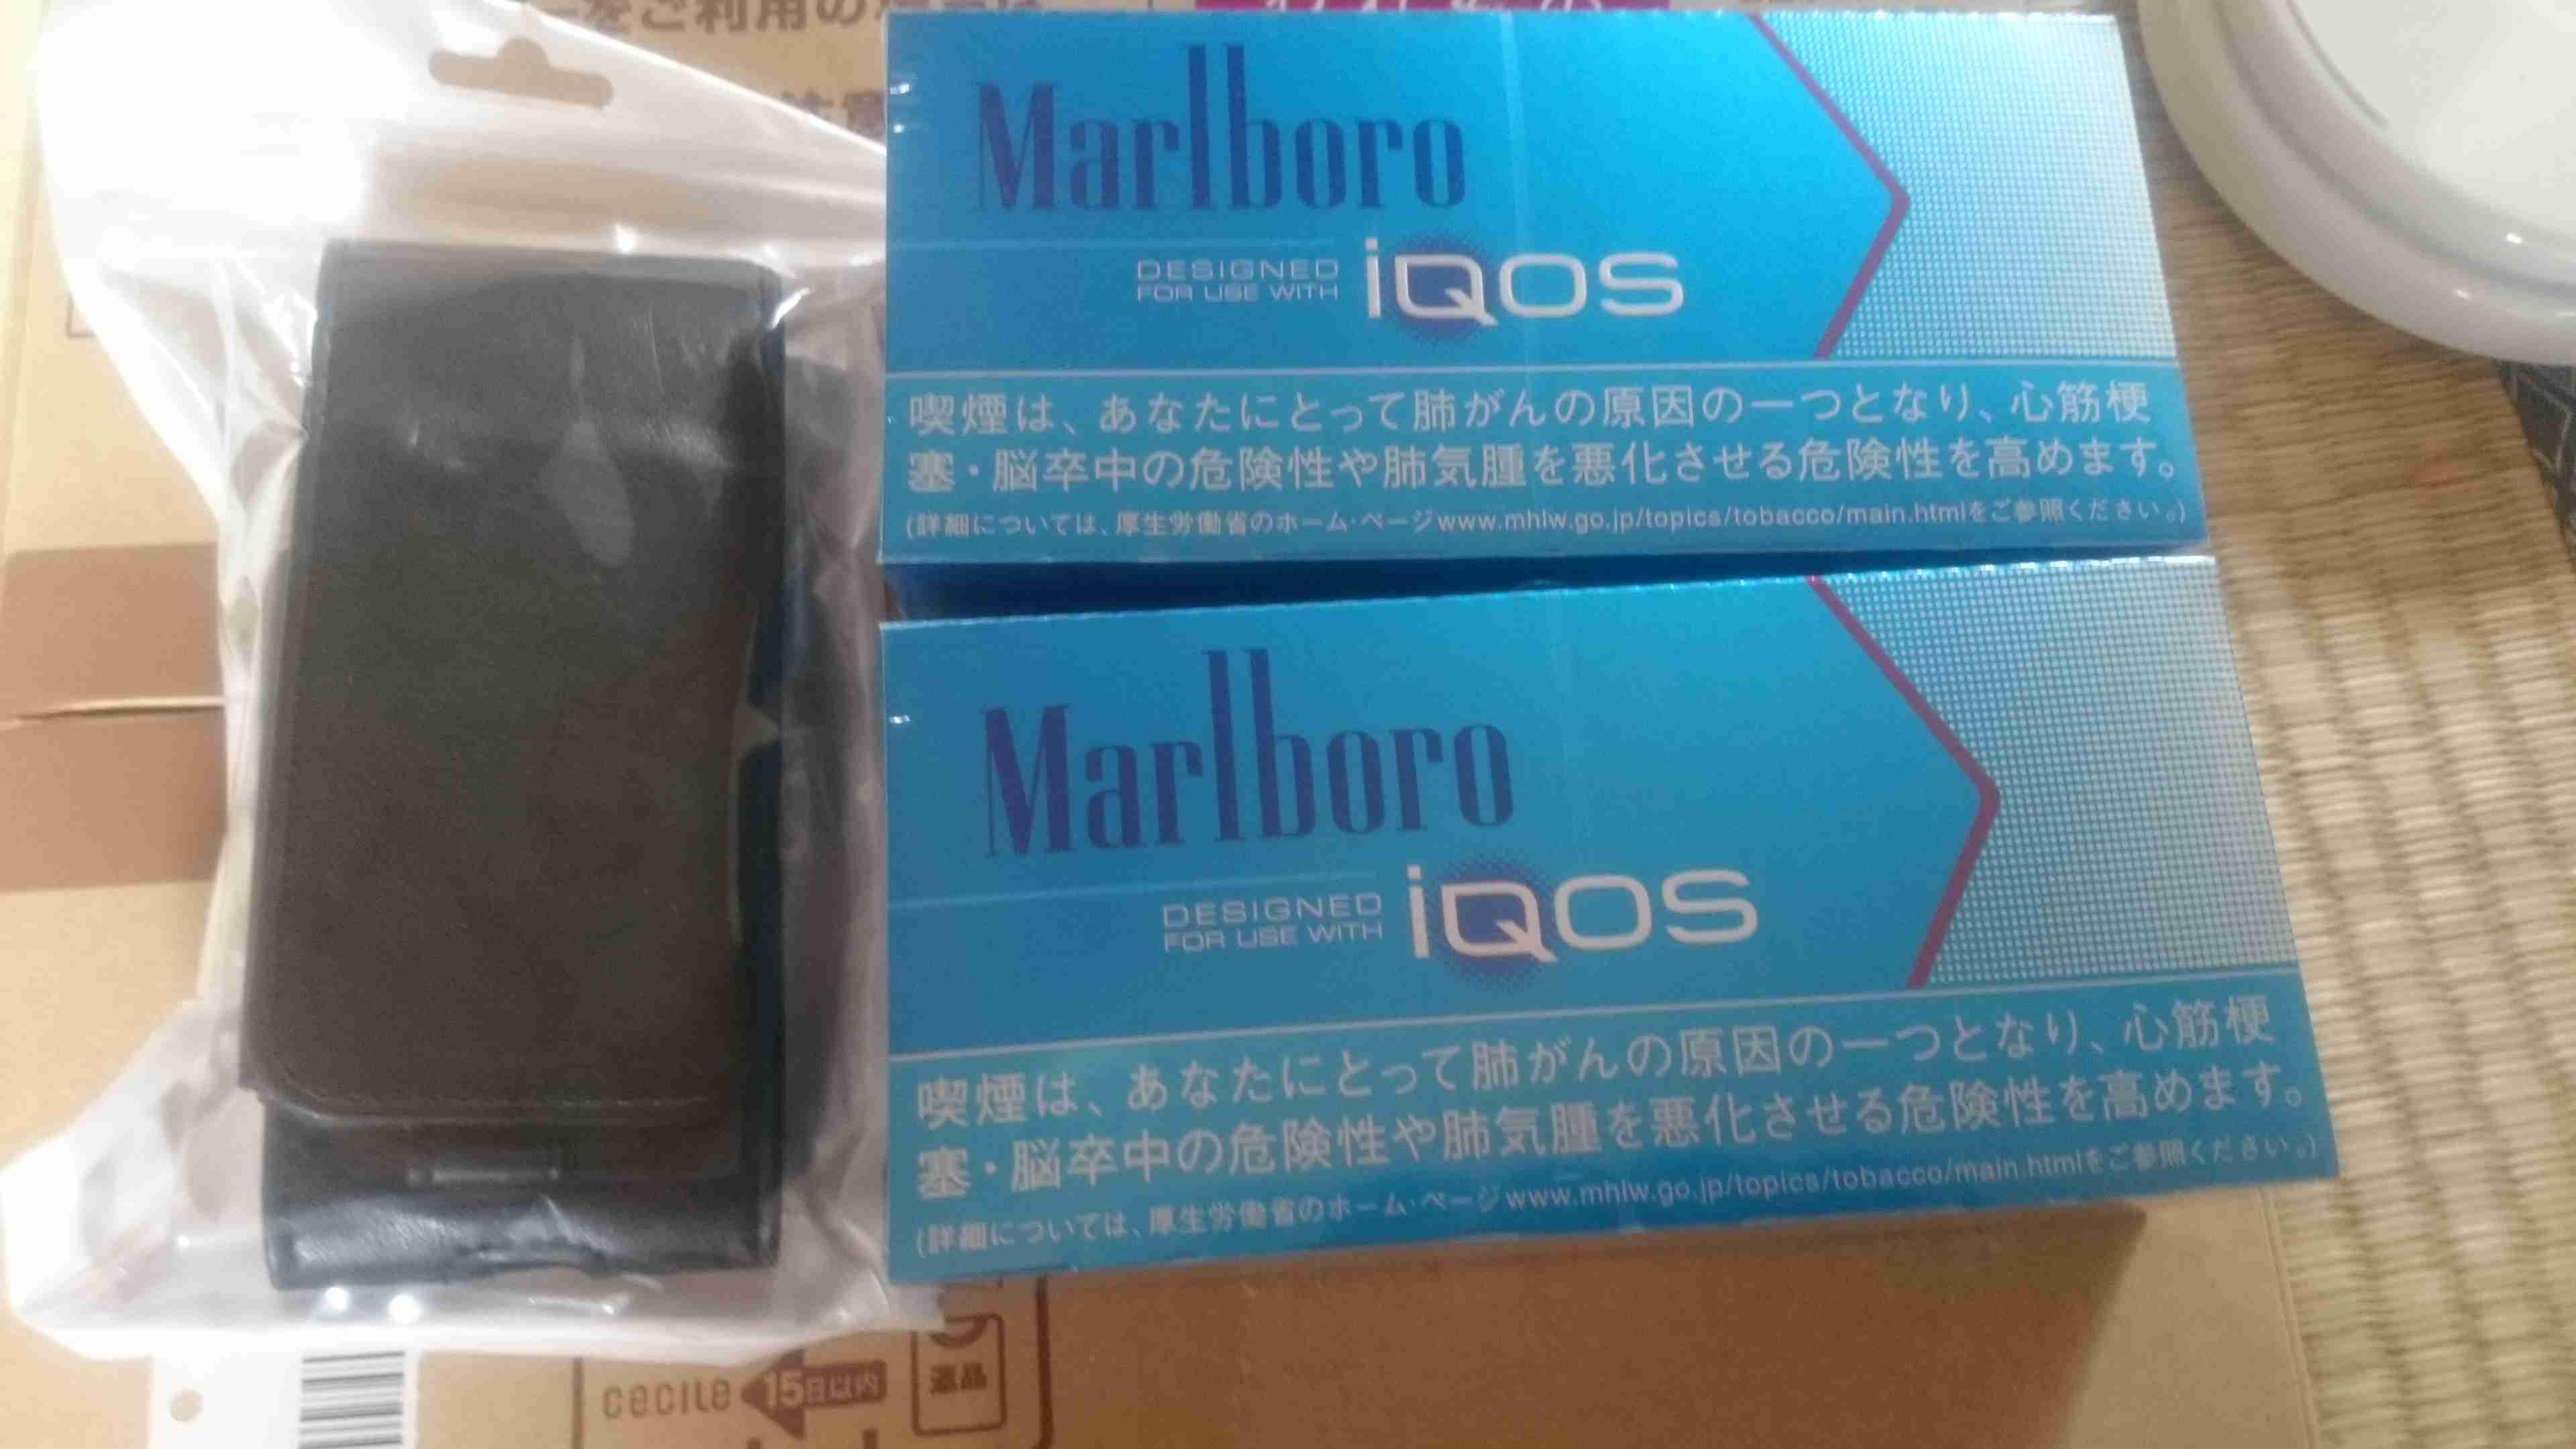 をご利用の
Marlboro
DESIGNED
FOR USE WITH
iQOS
喫煙は、あなたにとって肺がんの原因の一つとなり、心筋梗
塞・脳卒中の危険性や肺気腫を悪化させる危険性を高めます。
(詳細については、厚生労働省のホーム・ページwww.mhlw.go.jp/topics/tobacco/main.htmlをご参照ください。)
Marlboro
DESIGNED
FOR USE WITH
iQOS
喫煙は、あなたにとって肺がんの原因の一つとなり、心筋梗
塞・脳卒中の危険性や肺気腫を悪化させる危険性を高めます。
(詳細については、厚生労働省のホーム・ページwww.mhlw.go.jp/topics/tobacco/main.htmlをご参照ください。)
cecile
15日以内
返品